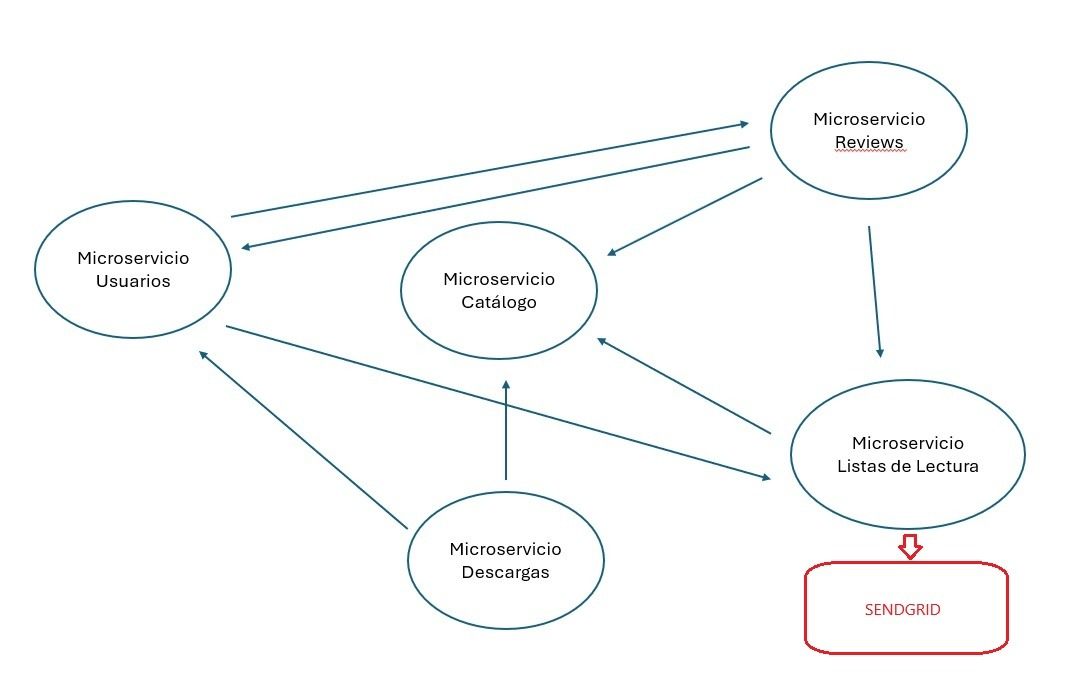 Microservicio
Reviews
Microservicio
Usuarios
Microservicio
Catálogo
Microservicio
Listas de Lectura
Microservicio
Descargas
SENDGRID